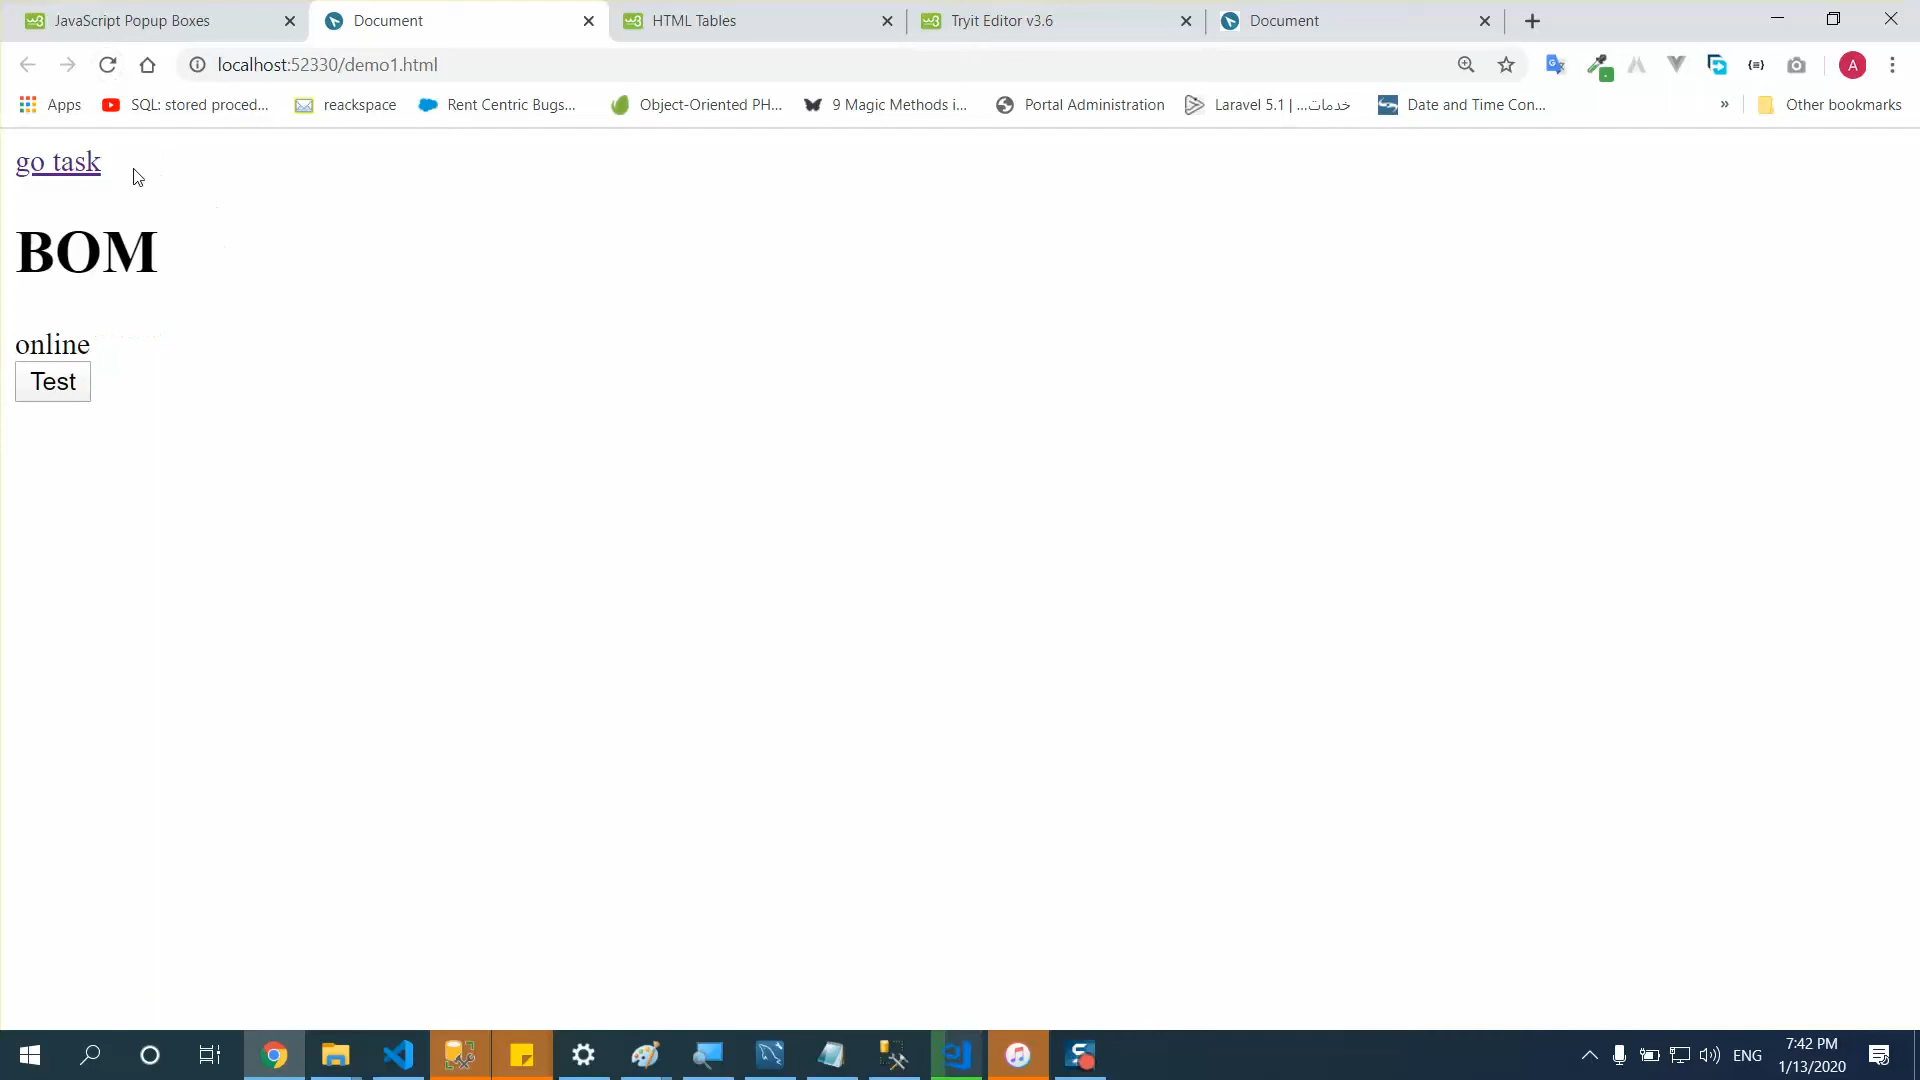 JavaScript Popup Boxes
Document
HTML Tables
Tryit Editor v3.6
Document
localhost:52330/demo1.html
A
Apps
SQL: stored proced...
reackspace
Rent Centric Bugs...
Object-Oriented PH...
9 Magic Methods i...
Portal Administration
Laravel 5.1 | ...خدمات
Date and Time Con...
»
Other bookmarks
go task
BOM
online
Test
ENG
7:42 PM
1/13/2020